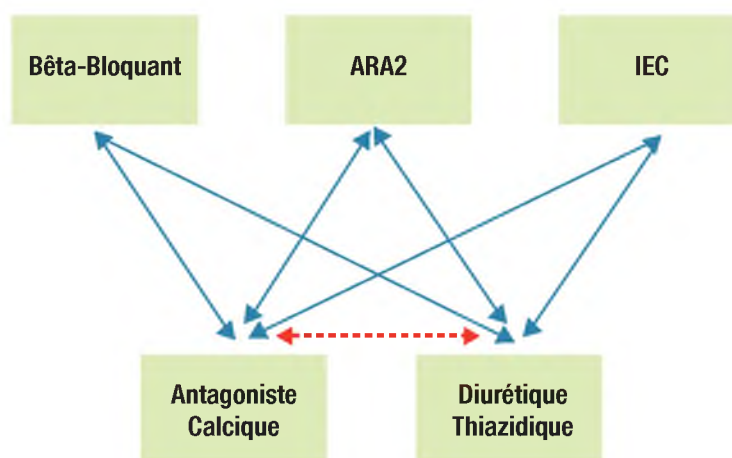 Bêta-Bloquant
ARA2
IEC
Antagoniste
Calcique
Diurétique
Thiazidique